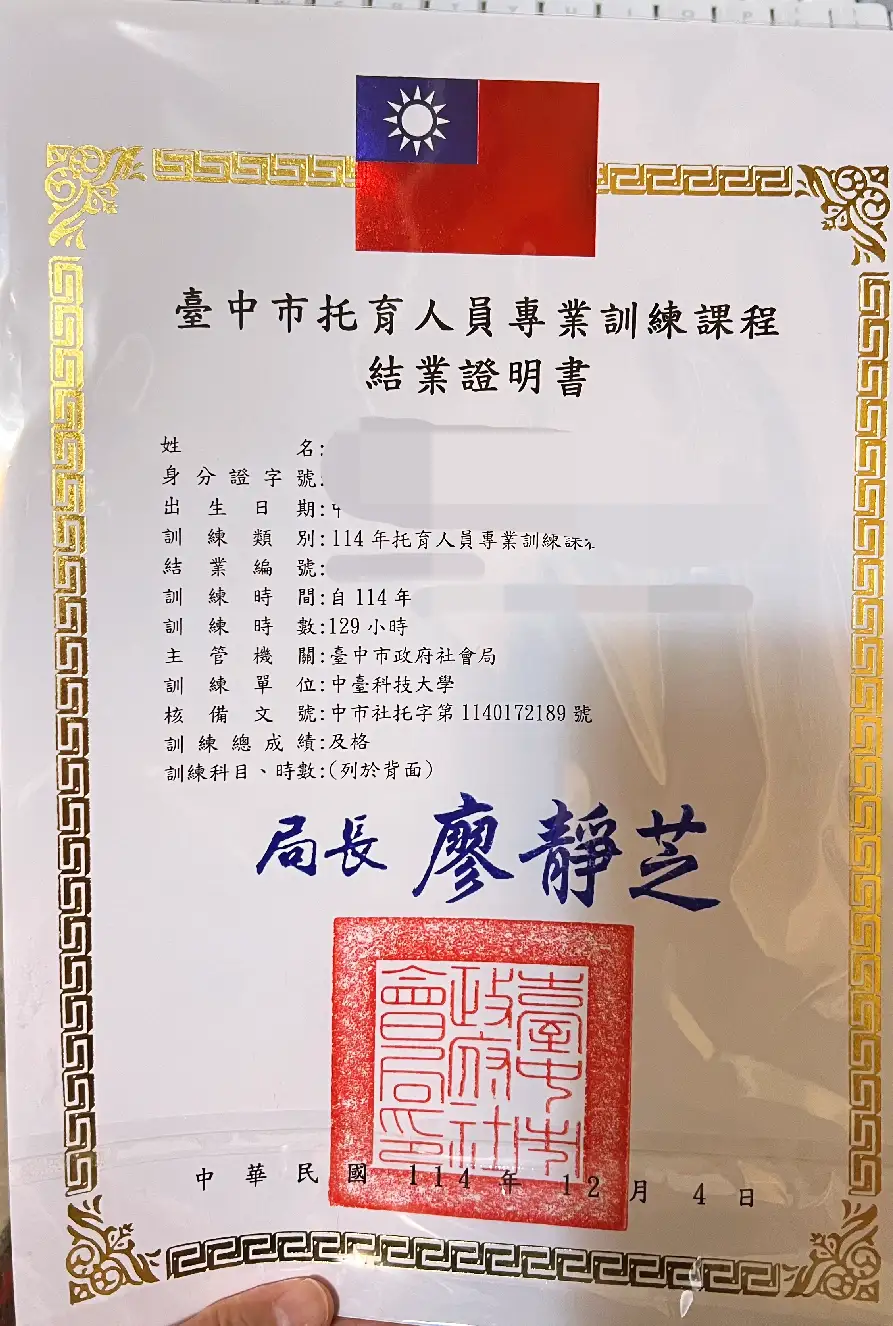 臺中市托育人員專業訓練課程
結業證明書
姓名:
身分證字號:
出生日期:
訓練類別:114年托育人員專業訓練課
結業編號:
訓練時間:自114年
訓練時數:129小時
主管機關:臺中市政府社會局
訓練單位:中臺科技大學
核備文號:中市社托字第1140172189號
訓練總成績:及格
訓練科目、時數:(列於背面)
局長 廖靜芝
臺中市政府社會局印
中華民國114年12月4日